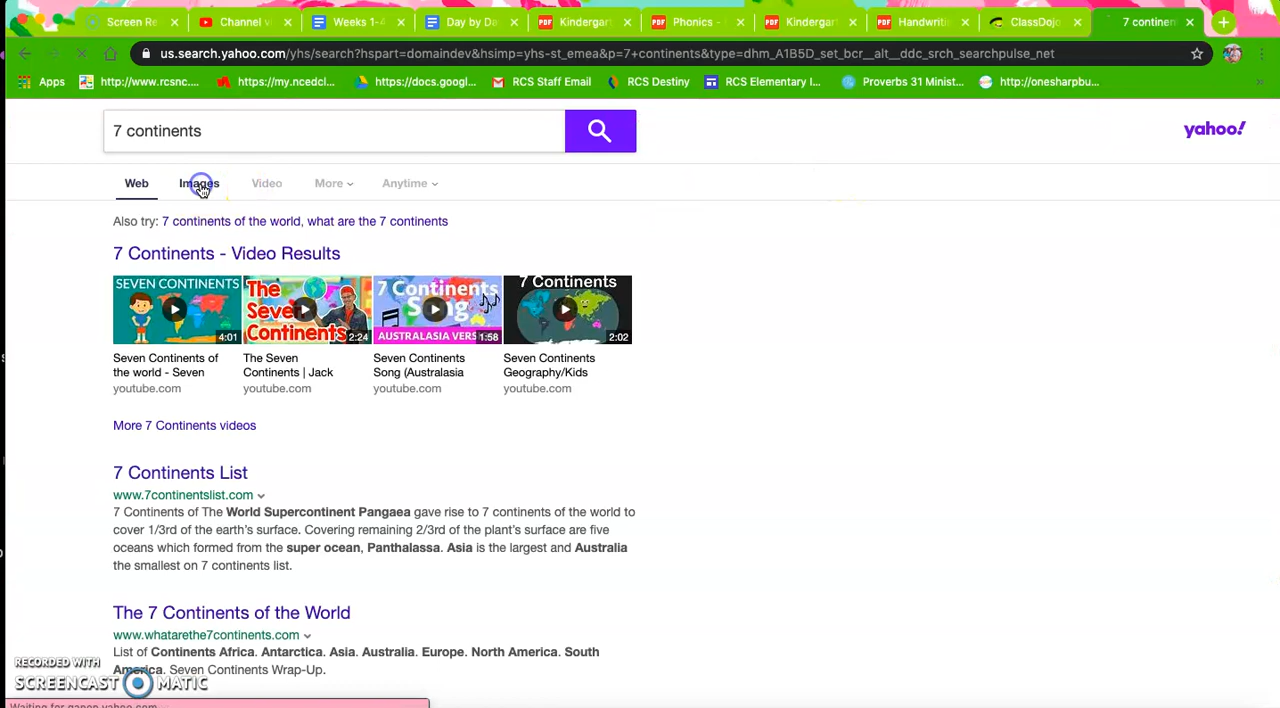 Screen Re
Channel vi
Weeks 1-4
Day by Da
Kindergart
Phonics -
Kindergart
Handwritin
ClassDojo
7 continen
us.search.yahoo.com/yhs/search?hspart=domaindev&hsimp=yhs-st_emea&p=7+continents&type=dhm_A1B5D_set_bcr__alt__ddc_srch_searchpulse_net
Apps
http://www.rcsnc....
https://my.ncedcl...
https://docs.googl...
RCS Staff Email
RCS Destiny
RCS Elementary I...
Proverbs 31 Minist...
http://onesharpbu...
7 continents
yahoo!
Web
Images
Video
More
Anytime
Also try: 7 continents of the world, what are the 7 continents
7 Continents - Video Results
SEVEN CONTINENTS
4:01
The Seven Continents
2:24
7 Continents Song
AUSTRALASIA VERS
1:58
7 Continents
2:02
Seven Continents of
the world - Seven
youtube.com
The Seven
Continents | Jack
youtube.com
Seven Continents
Song (Australasia
youtube.com
Seven Continents
Geography/Kids
youtube.com
More 7 Continents videos
7 Continents List
www.7continentslist.com
7 Continents of The World Supercontinent Pangaea gave rise to 7 continents of the world to
cover 1/3rd of the earth's surface. Covering remaining 2/3rd of the plant's surface are five
oceans which formed from the super ocean, Panthalassa. Asia is the largest and Australia
the smallest on 7 continents list.
The 7 Continents of the World
www.whatarethe7continents.com
List of Continents Africa. Antarctica. Asia. Australia. Europe. North America. South
America. Seven Continents Wrap-Up.
RECORDED WITH
SCREENCAST MATIC
Waiting for
yahoo.com